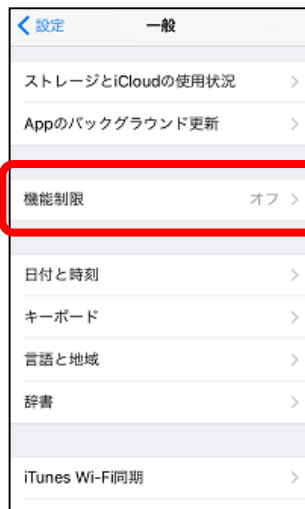 設定
一般
ストレージとiCloudの使用状況
Appのバックグラウンド更新
機能制限 オフ
日付と時刻
キーボード
言語と地域
辞書
iTunes Wi-Fi同期